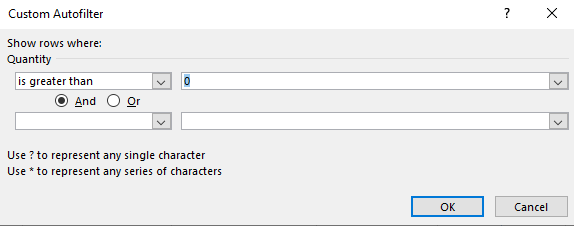 Custom Autofilter ? ×
Show rows where:
Quantity
is greater than 0
And Or
Use ? to represent any single character
Use * to represent any series of characters
OK Cancel